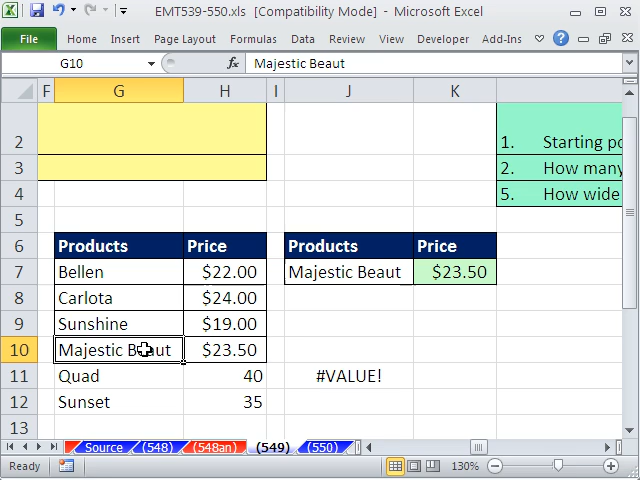 EMT539-550.xls [Compatibility Mode] - Microsoft Excel
File Home Insert Page Layout Formulas Data Review View Developer Add-Ins
G10 fx Majestic Beaut
F G H I J K
2 1. Starting po
3 2. How many
4 5. How wide
5
6 Products Price Products Price
7 Bellen $22.00 Majestic Beaut $23.50
8 Carlota $24.00
9 Sunshine $19.00
10 Majestic Beaut $23.50
11 Quad 40 #VALUE!
12 Sunset 35
13
Source (548) (548an) (549) (550)
Ready 130%